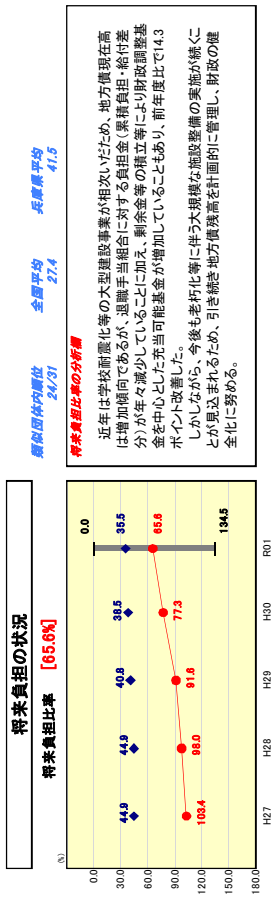 将来負担の状況
将来負担比率 [65.6%]
(%)
0.0
30.0
60.0
90.0
120.0
150.0
180.0
44.9
44.9
40.8
38.5
35.5
0.0
103.4
98.0
91.6
77.3
65.6
134.5
H27
H28
H29
H30
R01
類似団体内順位
24/31
全国平均
27.4
兵庫県平均
41.5
将来負担比率の分析欄
近年は学校耐震化等の大型建設事業が相次いだため、地方債現在高
は増加傾向であるが、退職手当組合に対する負担金(累積負担・給付差
分)が年々減少していることに加え、剰余金等の積立等により財政調整基
金を中心とした充当可能基金が増加していることもあり、前年度比で14.3
ポイント改善した。
しかしながら、今後も老朽化等に伴う大規模な施設整備の実施が続くこ
とが見込まれるため、引き続き地方債残高を計画的に管理し、財政の健
全化に努める。